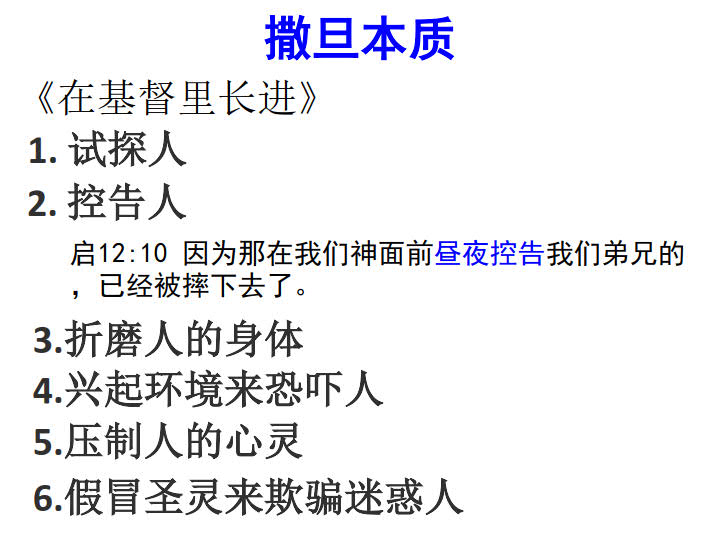 撒旦本质
《在基督里长进》
1. 试探人
2. 控告人
启12:10 因为那在我们神面前昼夜控告我们弟兄的
，已经被摔下去了。
3.折磨人的身体
4.兴起环境来恐吓人
5.压制人的心灵
6.假冒圣灵来欺骗迷惑人